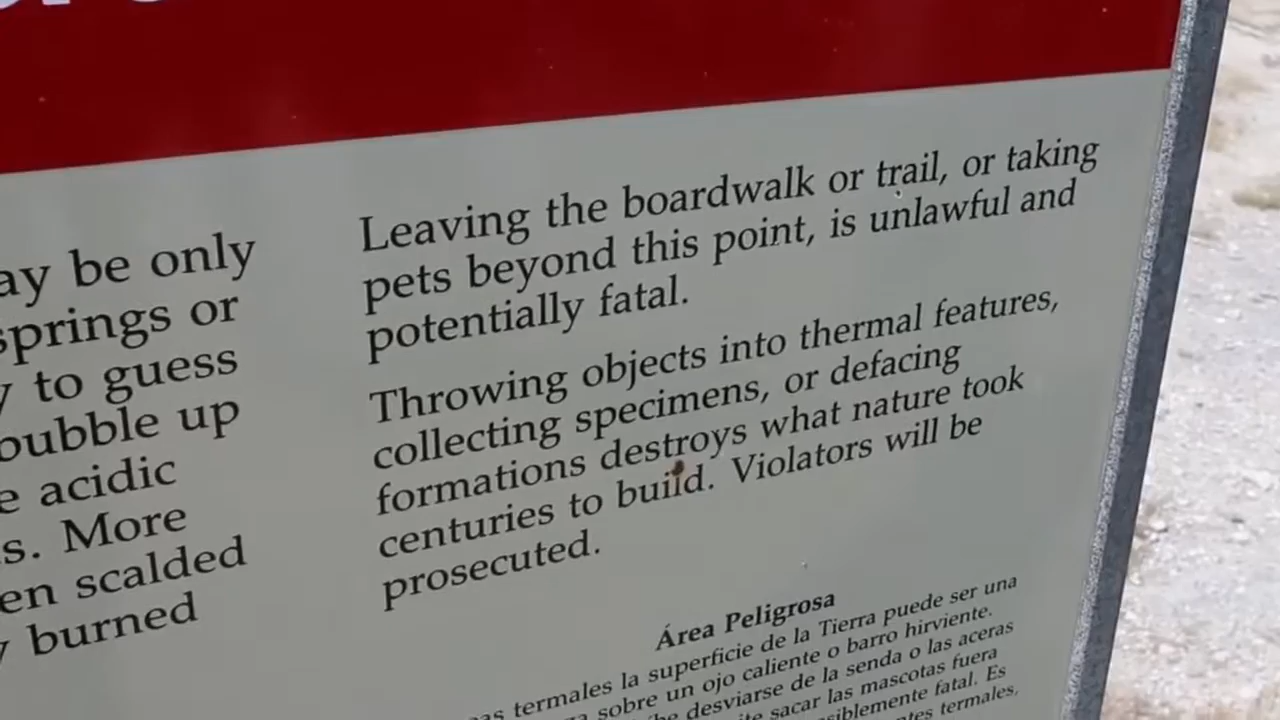 ay be only
springs or
to guess
bubble up
e acidic
s. More
en scalded
burned
Leaving the boardwalk or trail, or taking
pets beyond this point, is unlawful and
potentially fatal.
Throwing objects into thermal features,
collecting specimens, or defacing
formations destroys what nature took
centuries to build. Violators will be
prosecuted.
Área Peligrosa
as termales la superficie de la Tierra puede ser una
sobre un ojo caliente o barro hirviente.
desviarse de la senda o las aceras
sacar las mascotas fuera
siblemente fatal. Es
ntes termales,